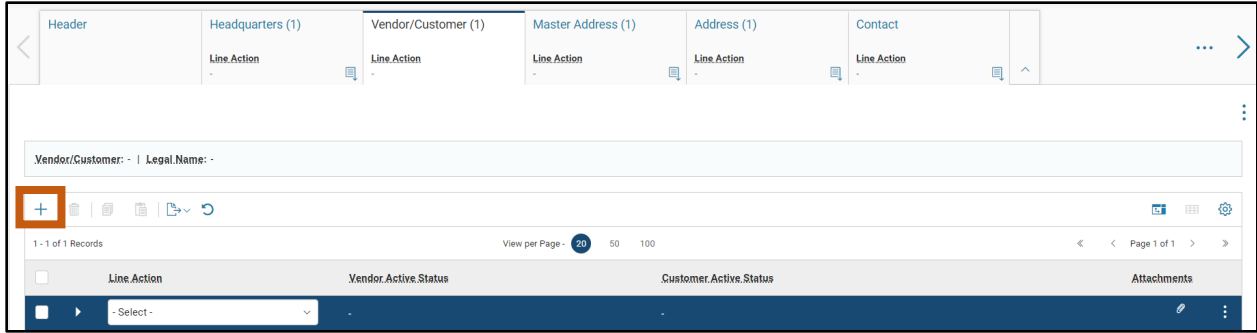 Header Headquarters (1) Vendor/Customer (1) Master Address (1) Address (1) Contact
Line Action Line Action Line Action Line Action Line Action
- - - - -
Vendor/Customer: - | Legal Name: -
1 - 1 of 1 Records View per Page - 20 50 100 Page 1 of 1
Line Action Vendor Active Status Customer Active Status Attachments
- Select - - -